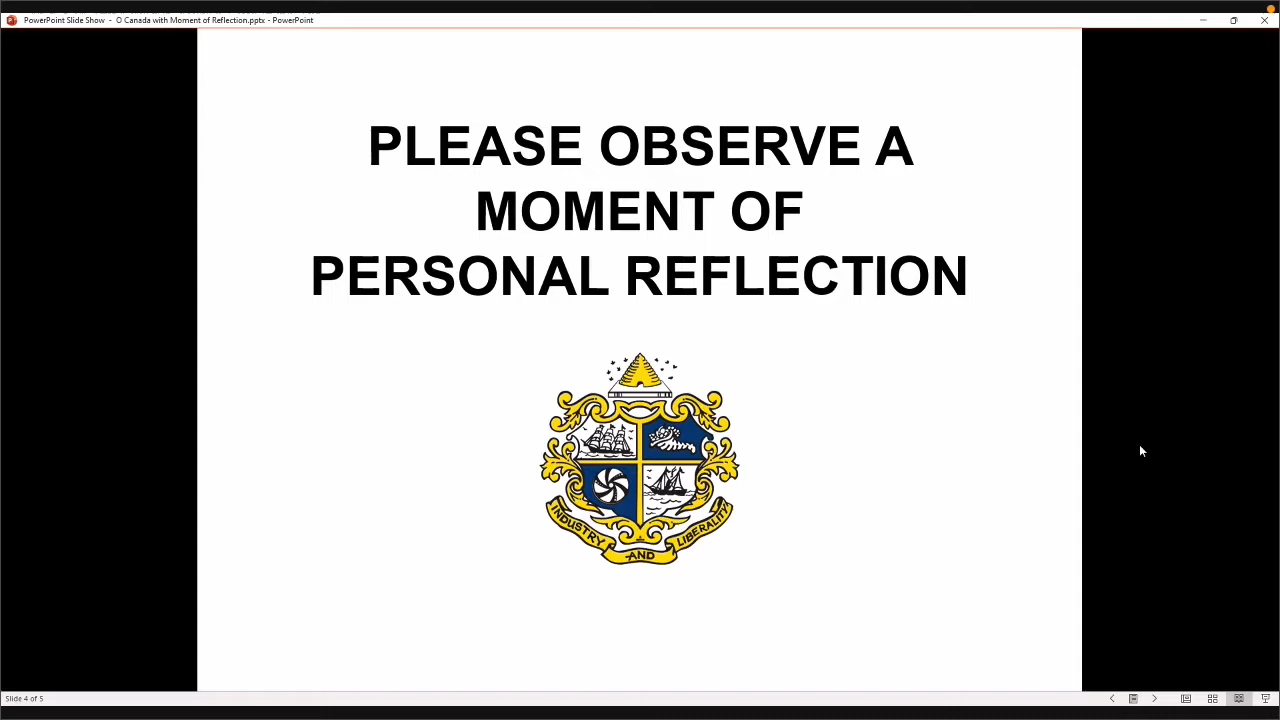 PowerPoint Slide Show - O Canada with Moment of Reflection.pptx - PowerPoint
PLEASE OBSERVE A
MOMENT OF
PERSONAL REFLECTION
INDUSTRY AND LIBERALITY
Slide 4 of 5